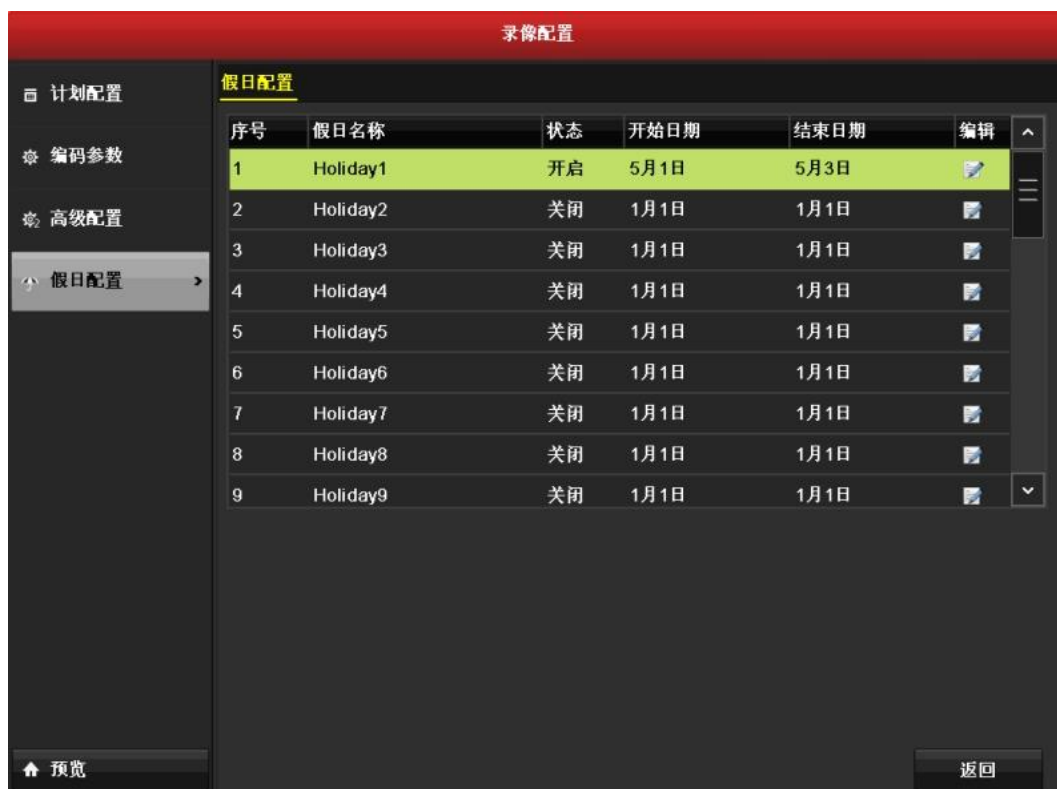 录像配置
计划配置
编码参数
高级配置
假日配置
假日配置
序号 假日名称 状态 开始日期 结束日期 编辑
1 Holiday1 开启 5月1日 5月3日
2 Holiday2 关闭 1月1日 1月1日
3 Holiday3 关闭 1月1日 1月1日
4 Holiday4 关闭 1月1日 1月1日
5 Holiday5 关闭 1月1日 1月1日
6 Holiday6 关闭 1月1日 1月1日
7 Holiday7 关闭 1月1日 1月1日
8 Holiday8 关闭 1月1日 1月1日
9 Holiday9 关闭 1月1日 1月1日
预览
返回